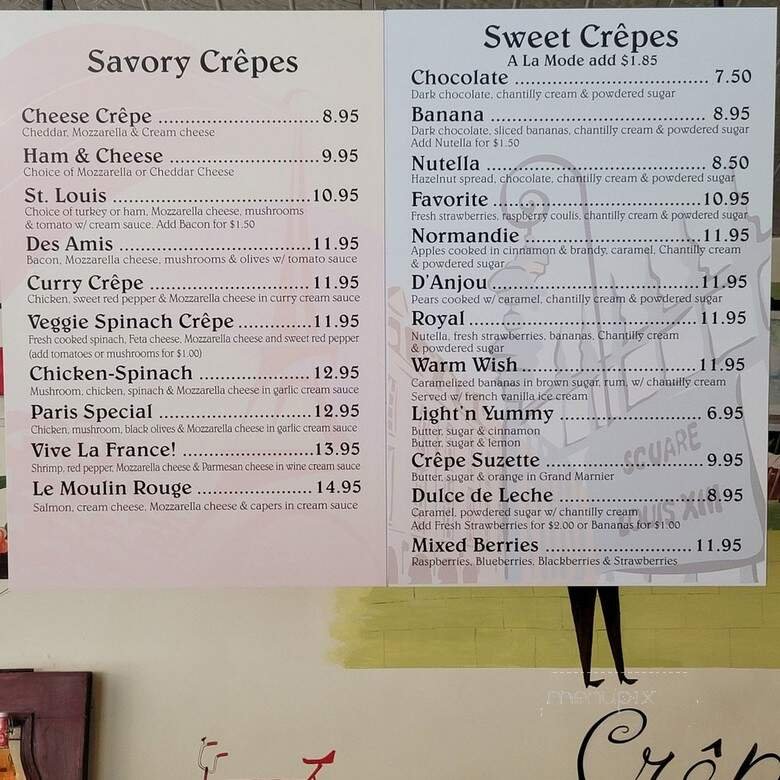 Savory Crêpes
Cheese Crêpe ................................ 8.95
Cheddar, Mozzarella & Cream cheese
Ham & Cheese .............................. 9.95
Choice of Mozzarella or Cheddar Cheese
St. Louis ....................................... 10.95
Choice of turkey or ham, Mozzarella cheese, mushrooms
& tomato w/ cream sauce. Add Bacon for $1.50
Des Amis ...................................... 11.95
Bacon, Mozzarella cheese, mushrooms & olives w/ tomato sauce
Curry Crêpe ................................. 11.95
Chicken, sweet red pepper & Mozzarella cheese in curry cream sauce
Veggie Spinach Crêpe .............. 11.95
Fresh cooked spinach, Feta cheese, Mozzarella cheese and sweet red pepper
(add tomatoes or mushrooms for $1.00)
Chicken-Spinach ...................... 12.95
Mushroom, chicken, spinach & Mozzarella cheese in garlic cream sauce
Paris Special .............................. 12.95
Chicken, mushroom, black olives & Mozzarella cheese in garlic cream sauce
Vive La France! .......................... 13.95
Shrimp, red pepper, Mozzarella cheese & Parmesan cheese in wine cream sauce
Le Moulin Rouge ...................... 14.95
Salmon, cream cheese, Mozzarella cheese & capers in cream sauce
Sweet Crêpes
A La Mode add $1.85
Chocolate ..................................... 7.50
Dark chocolate, chantilly cream & powdered sugar
Banana ......................................... 8.95
Dark chocolate, sliced bananas, chantilly cream & powdered sugar
Add Nutella for $1.50
Nutella .......................................... 8.50
Hazelnut spread, chocolate, chantilly cream & powdered sugar
Favorite ....................................... 10.95
Fresh strawberries, raspberry coulis, chantilly cream & powdered sugar
Normandie .................................. 11.95
Apples cooked in cinnamon & brandy, caramel, Chantilly cream
& powdered sugar
D'Anjou ........................................ 11.95
Pears cooked w/ caramel, chantilly cream & powdered sugar
Royal ............................................ 11.95
Nutella, fresh strawberries, bananas, Chantilly cream
& powdered sugar
Warm Wish .................................. 11.95
Caramelized bananas in brown sugar, rum, w/ chantilly cream
Served w/ french vanilla ice cream
Light'n Yummy ............................ 6.95
Butter, sugar & cinnamon
Butter, sugar & lemon
Crêpe Suzette .............................. 9.95
Butter, sugar & orange in Grand Marnier
Dulce de Leche ............................ 8.95
Caramel, powdered sugar w/ chantilly cream
Add Fresh Strawberries for $2.00 or Bananas for $1.00
Mixed Berries ............................. 11.95
Raspberries, Blueberries, Blackberries & Strawberries
SQUARE
LOUIS XIII
menupix
Crêp